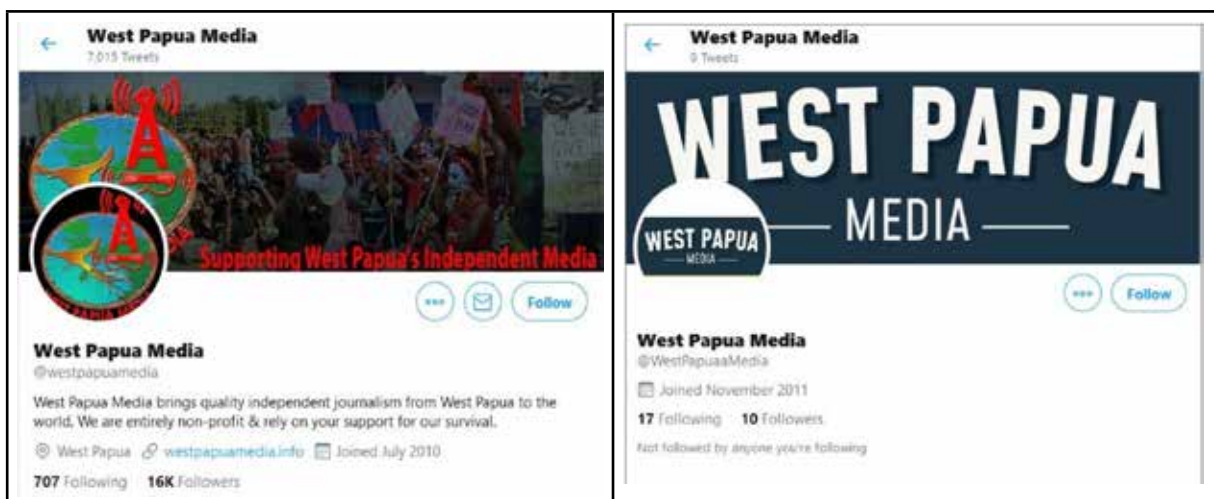 West Papua Media
7,015 Tweets
Supporting West Papua's Independent Media
Follow
West Papua Media
@westpapuamedia
West Papua Media brings quality independent journalism from West Papua to the
world. We are entirely non-profit & rely on your support for our survival.
West Papua westpapuamedia.info Joined July 2010
707 Following 16K Followers
West Papua Media
0 Tweets
WEST PAPUA
MEDIA
WEST PAPUA
MEDIA
Follow
West Papua Media
@WestPapuaaMedia
Joined November 2011
17 Following 10 Followers
Not followed by anyone you're following